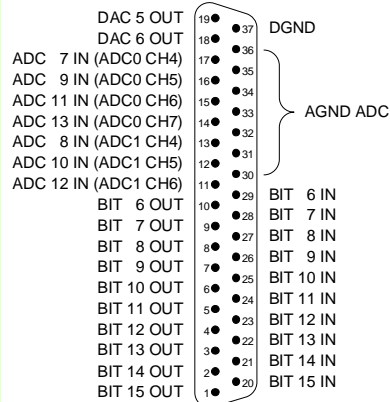 DAC 5 OUT 19
37 DGND
DAC 6 OUT 18
36
ADC 7 IN (ADC0 CH4) 17
35
ADC 9 IN (ADC0 CH5) 16
34
ADC 11 IN (ADC0 CH6) 15
33 AGND ADC
ADC 13 IN (ADC0 CH7) 14
32
ADC 8 IN (ADC1 CH4) 13
31
ADC 10 IN (ADC1 CH5) 12
30
ADC 12 IN (ADC1 CH6) 11
29 BIT 6 IN
BIT 6 OUT 10
28 BIT 7 IN
BIT 7 OUT 9
27 BIT 8 IN
BIT 8 OUT 8
26 BIT 9 IN
BIT 9 OUT 7
25 BIT 10 IN
BIT 10 OUT 6
24 BIT 11 IN
BIT 11 OUT 5
23 BIT 12 IN
BIT 12 OUT 4
22 BIT 13 IN
BIT 13 OUT 3
21 BIT 14 IN
BIT 14 OUT 2
20 BIT 15 IN
BIT 15 OUT 1